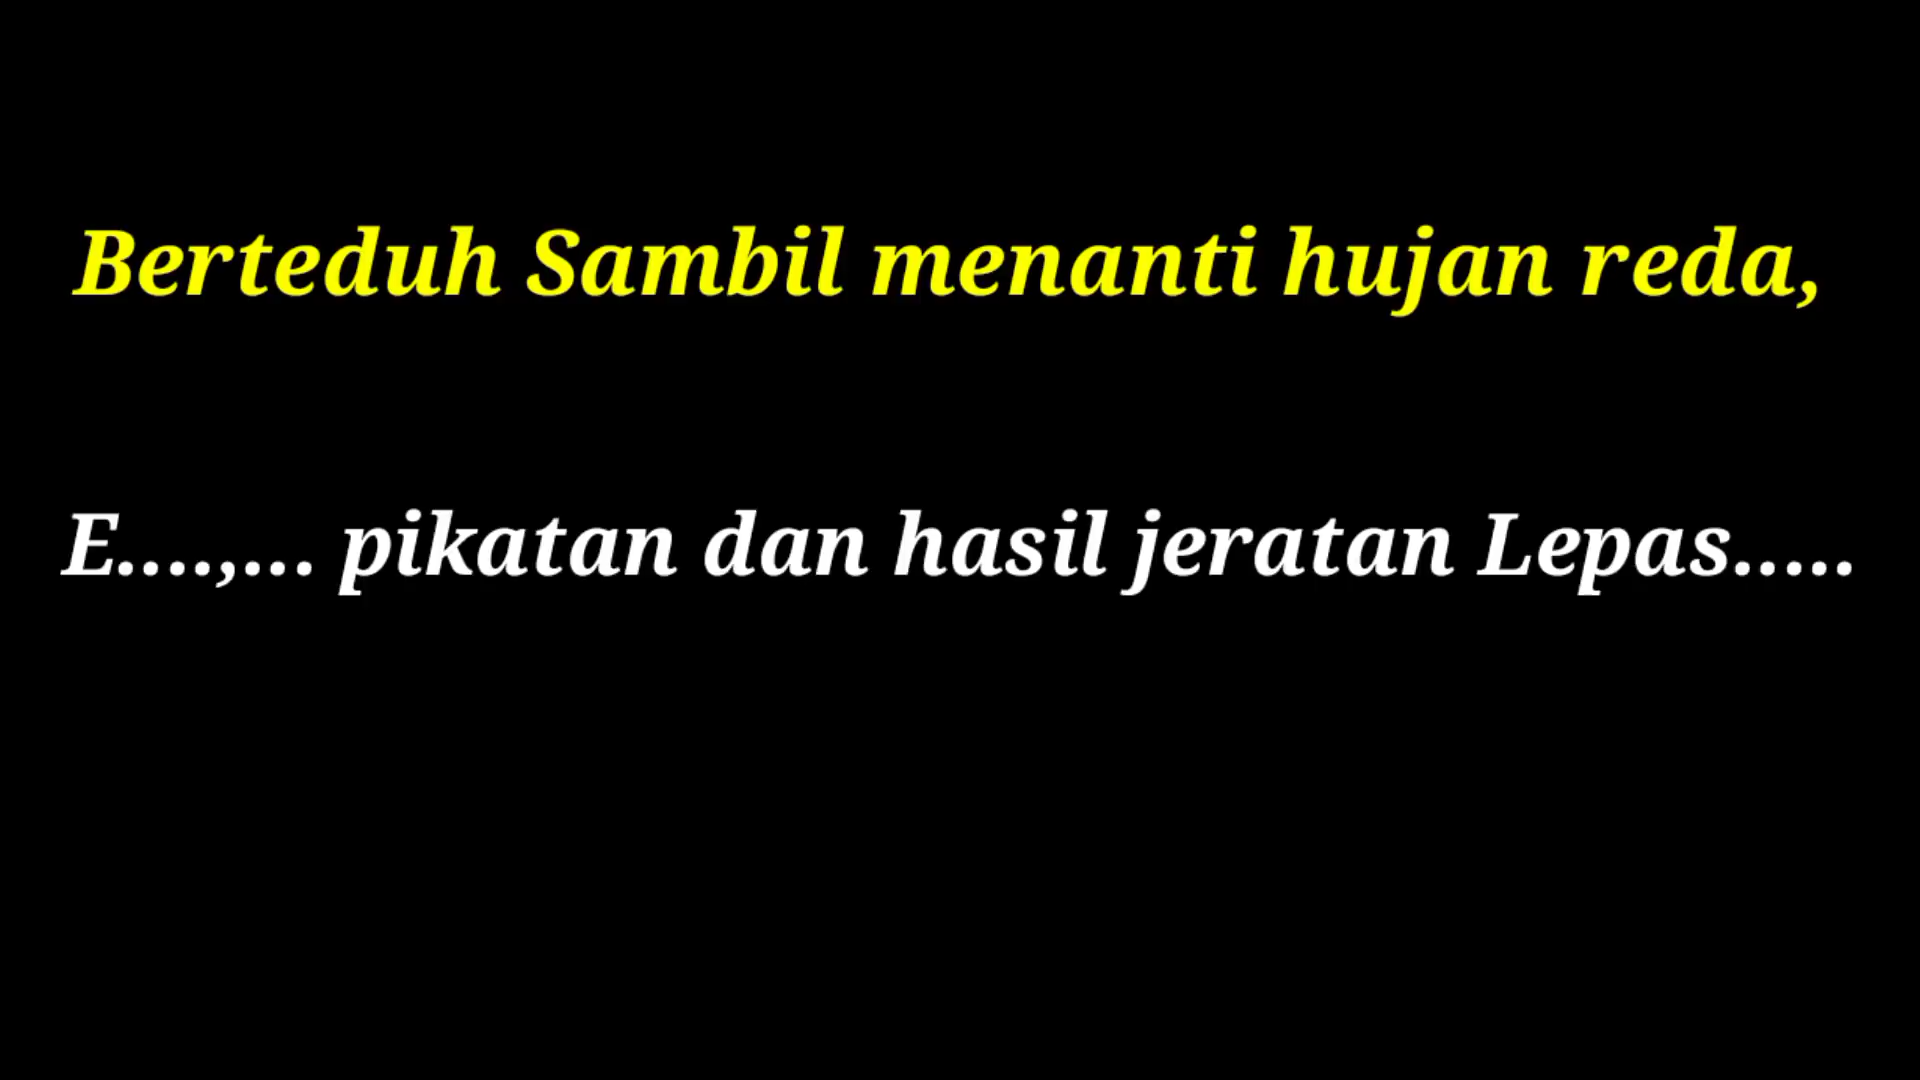 Berteduh Sambil menanti hujan reda,
E....,... pikatan dan hasil jeratan Lepas.....